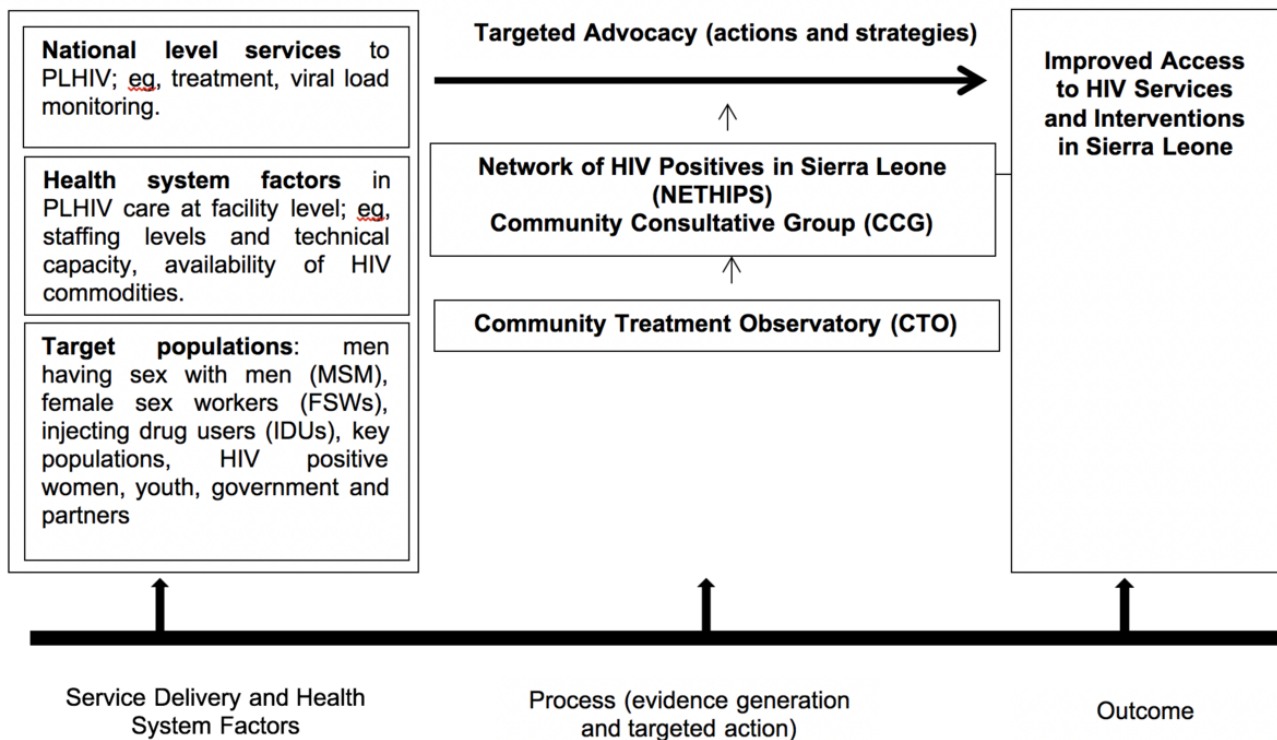 National level services to
PLHIV; eg, treatment, viral load
monitoring.
Health system factors in
PLHIV care at facility level; eg,
staffing levels and technical
capacity, availability of HIV
commodities.
Target populations: men
having sex with men (MSM),
female sex workers (FSWs),
injecting drug users (IDUs), key
populations, HIV positive
women, youth, government and
partners
Targeted Advocacy (actions and strategies)
Network of HIV Positives in Sierra Leone
(NETHIPS)
Community Consultative Group (CCG)
Community Treatment Observatory (CTO)
Improved Access
to HIV Services
and Interventions
in Sierra Leone
Service Delivery and Health
System Factors
Process (evidence generation
and targeted action)
Outcome